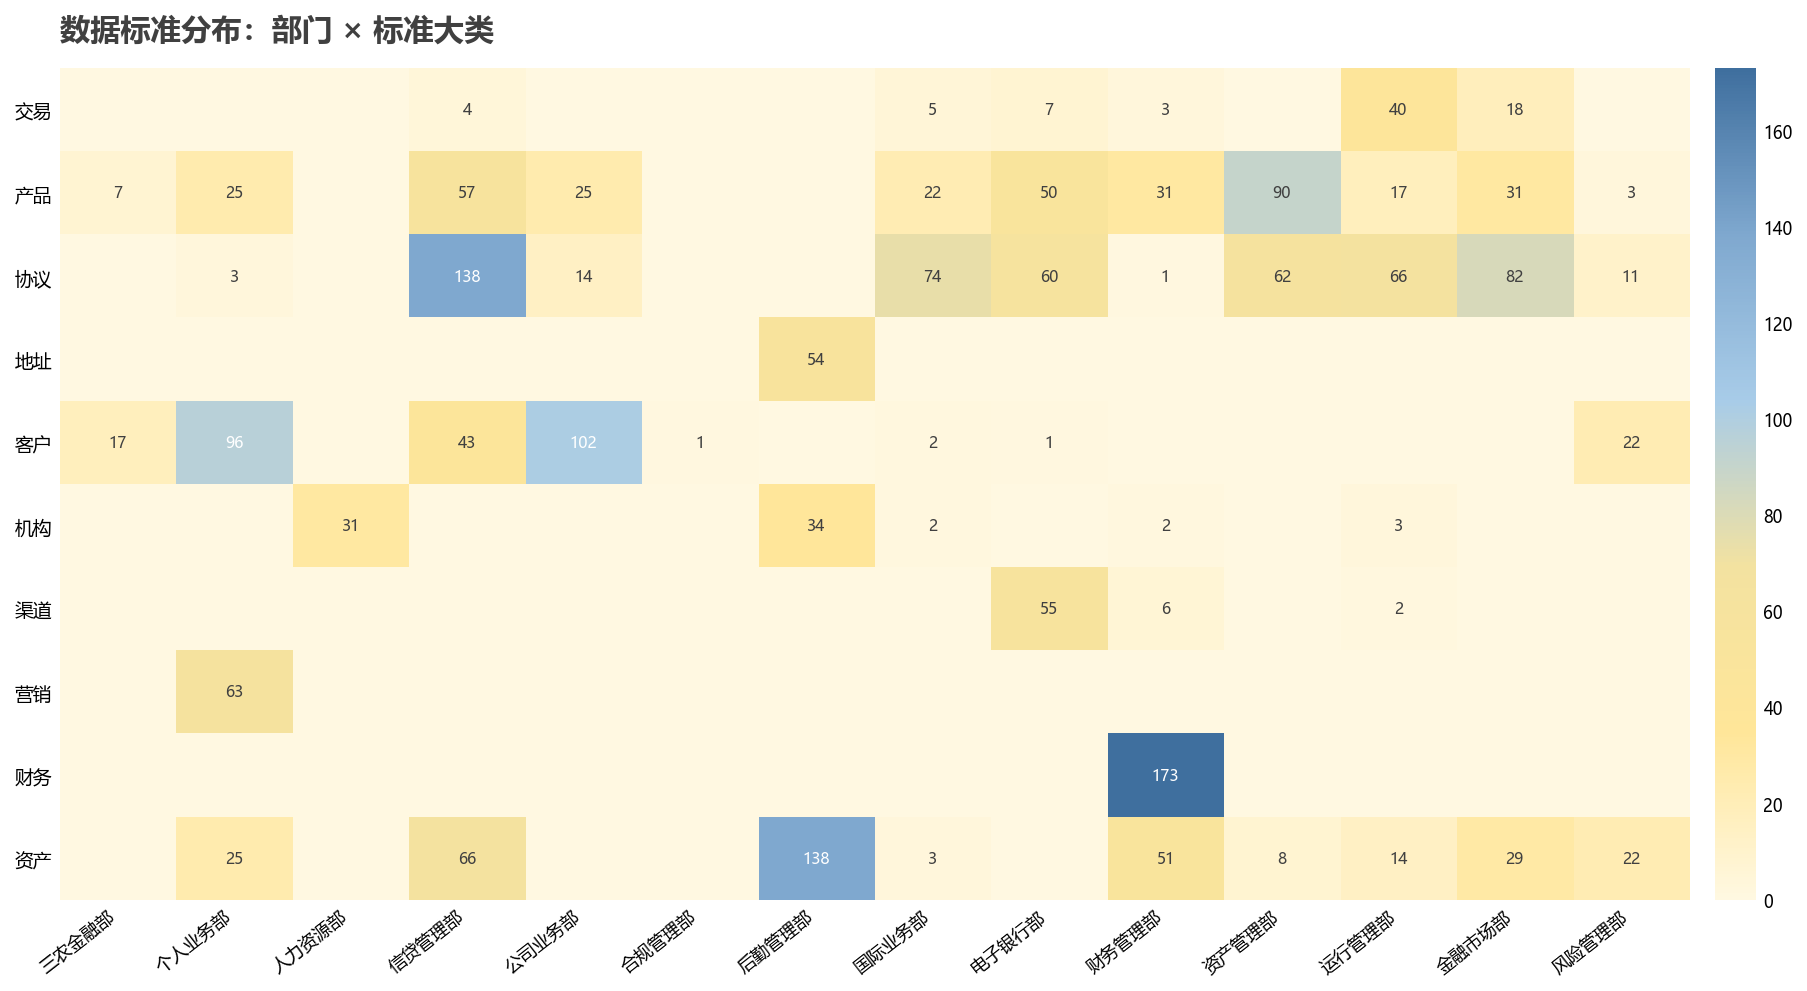 数据标准分布：部门 × 标准大类
交易 4 5 7 3 40 18
产品 7 25 57 25 22 50 31 90 17 31 3
协议 3 138 14 74 60 1 62 66 82 11
地址 54
客户 17 96 43 102 1 2 1 22
机构 31 34 2 2 3
渠道 55 6 2
营销 63
财务 173
资产 25 66 138 3 51 8 14 29 22
三农金融部 个人业务部 人力资源部 信贷管理部 公司业务部 合规管理部 后勤管理部 国际业务部 电子银行部 财务管理部 资产管理部 运行管理部 金融市场部 风险管理部
160
140
120
100
80
60
40
20
0